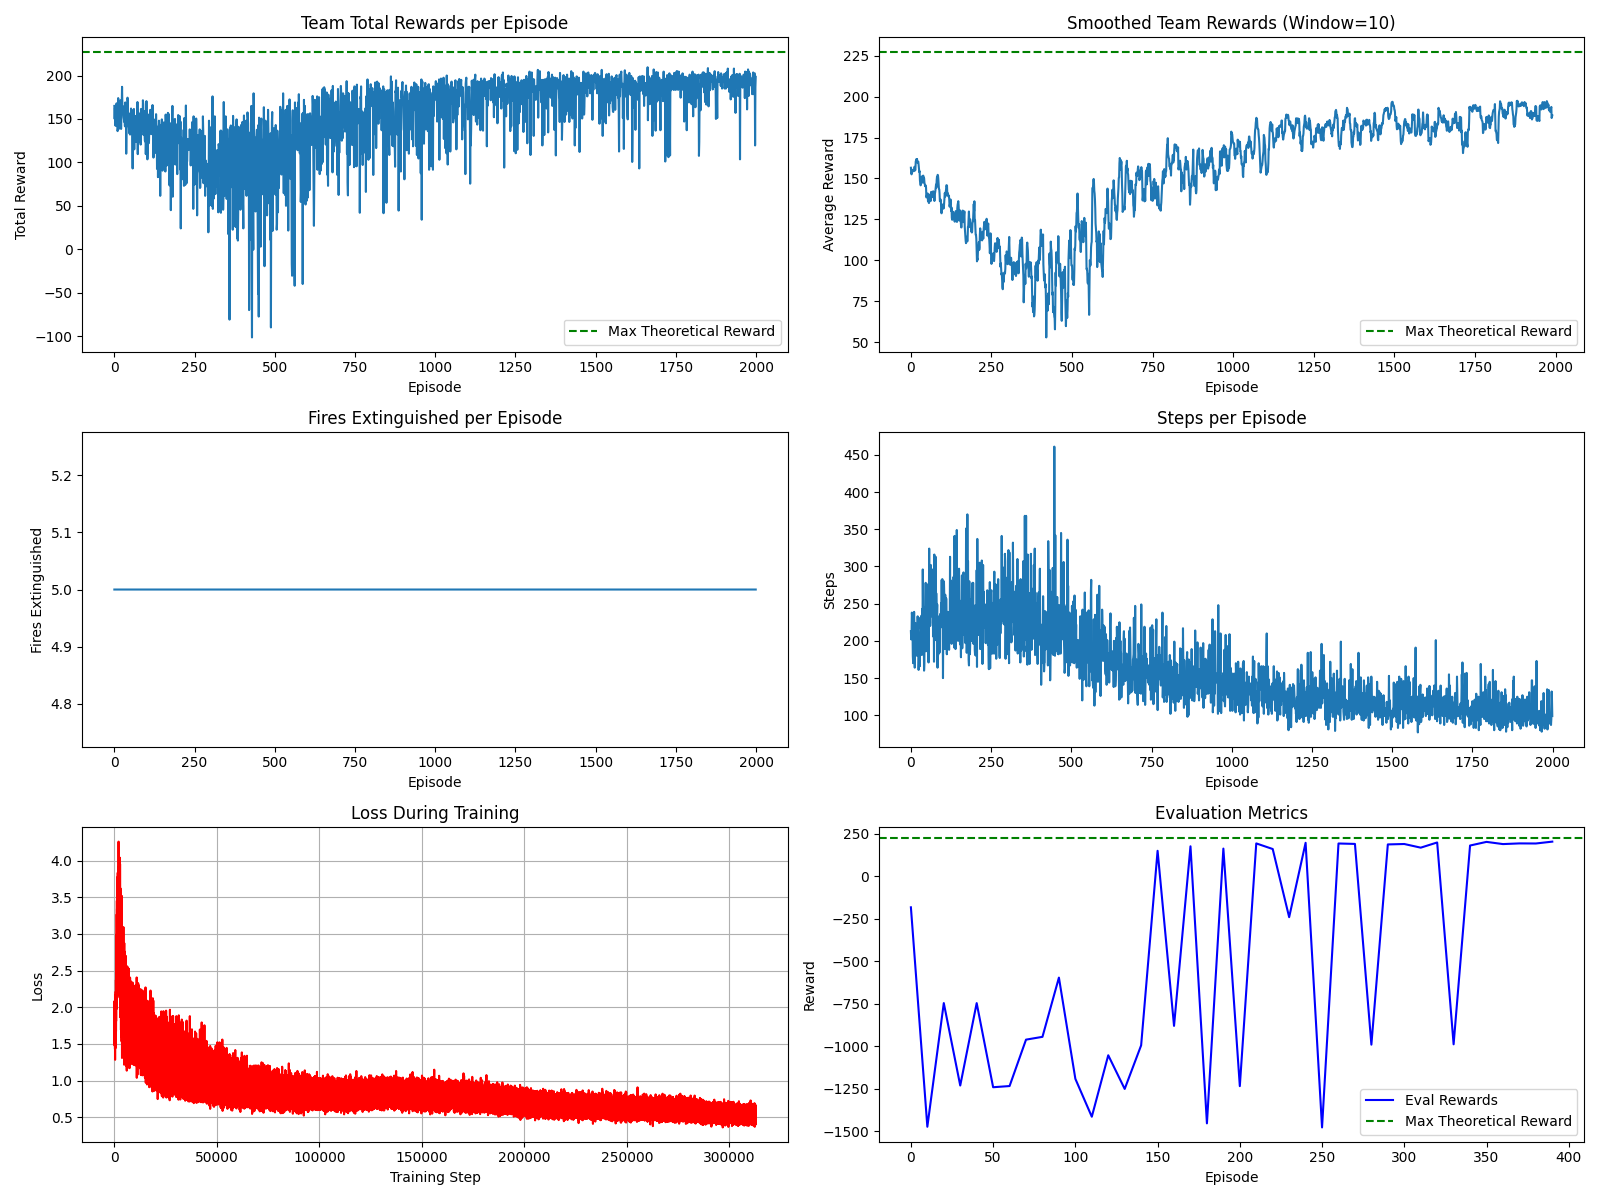 Team Total Rewards per Episode
Total Reward
200
150
100
50
0
−50
−100
Max Theoretical Reward
0 250 500 750 1000 1250 1500 1750 2000
Episode
Smoothed Team Rewards (Window=10)
Average Reward
225
200
175
150
125
100
75
50
Max Theoretical Reward
0 250 500 750 1000 1250 1500 1750 2000
Episode
Fires Extinguished per Episode
Fires Extinguished
5.2
5.1
5.0
4.9
4.8
0 250 500 750 1000 1250 1500 1750 2000
Episode
Steps per Episode
Steps
450
400
350
300
250
200
150
100
0 250 500 750 1000 1250 1500 1750 2000
Episode
Loss During Training
Loss
4.0
3.5
3.0
2.5
2.0
1.5
1.0
0.5
0 50000 100000 150000 200000 250000 300000
Training Step
Evaluation Metrics
Reward
250
0
−250
−500
−750
−1000
−1250
−1500
Eval Rewards
Max Theoretical Reward
0 50 100 150 200 250 300 350 400
Episode